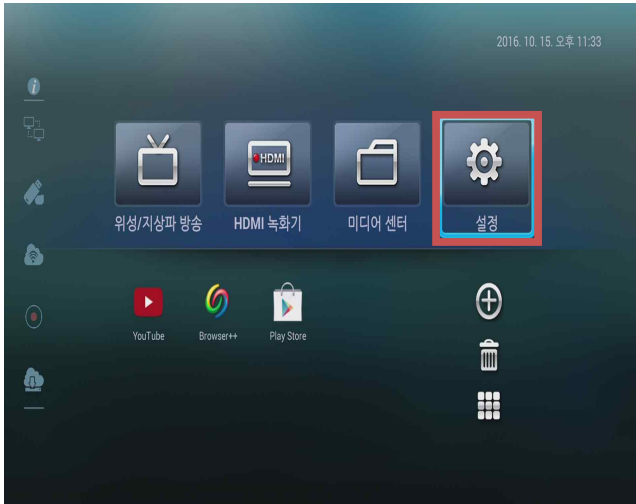 2016. 10. 15. 오후 11:33
HDMI
위성/지상파 방송
HDMI 녹화기
미디어 센터
설정
YouTube
Browser++
Play Store